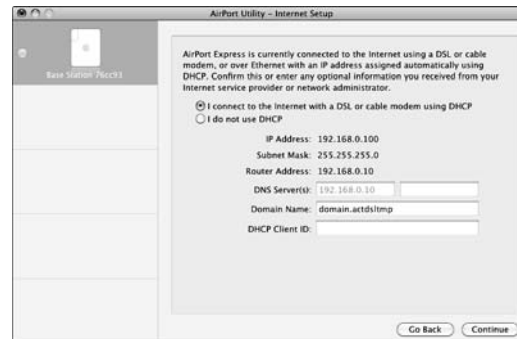 AirPort Utility – Internet Setup
Base Station 76cc93
AirPort Express is currently connected to the Internet using a DSL or cable
modem, or over Ethernet with an IP address assigned automatically using
DHCP. Confirm this or enter any optional information you received from your
Internet service provider or network administrator.
I connect to the Internet with a DSL or cable modem using DHCP
I do not use DHCP
IP Address: 192.168.0.100
Subnet Mask: 255.255.255.0
Router Address: 192.168.0.10
DNS Server(s): 192.168.0.10
Domain Name: domain.actdsltmp
DHCP Client ID:
Go Back
Continue